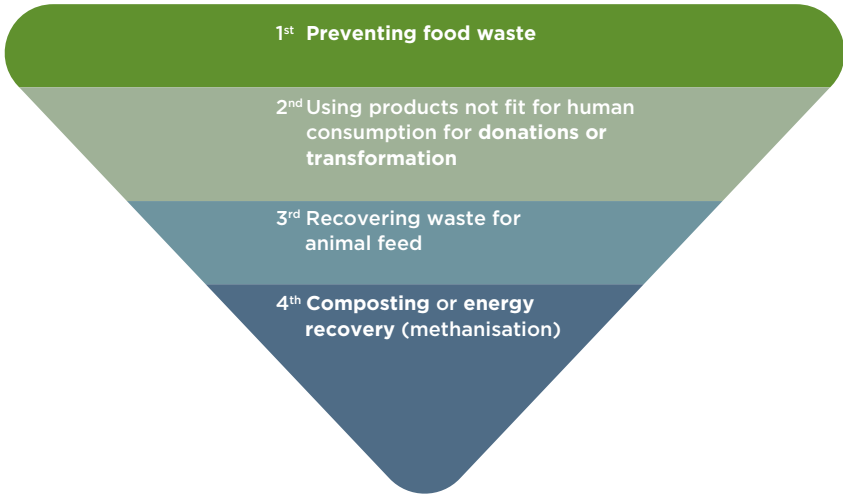 1st Preventing food waste
2nd Using products not fit for human
consumption for donations or
transformation
3rd Recovering waste for
animal feed
4th Composting or energy
recovery (methanisation)